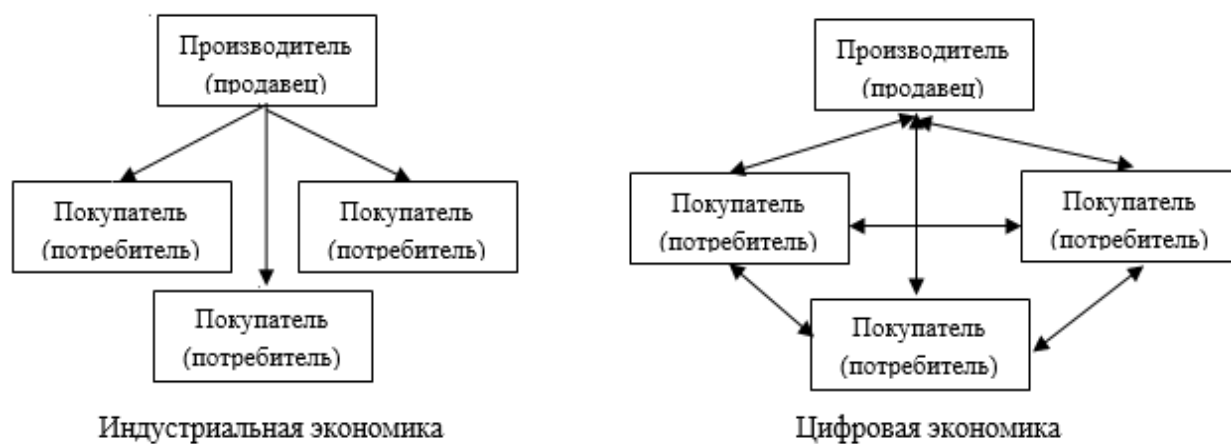 Производитель
(продавец)
Покупатель
(потребитель)
Покупатель
(потребитель)
Покупатель
(потребитель)
Индустриальная экономика
Производитель
(продавец)
Покупатель
(потребитель)
Покупатель
(потребитель)
Покупатель
(потребитель)
Цифровая экономика